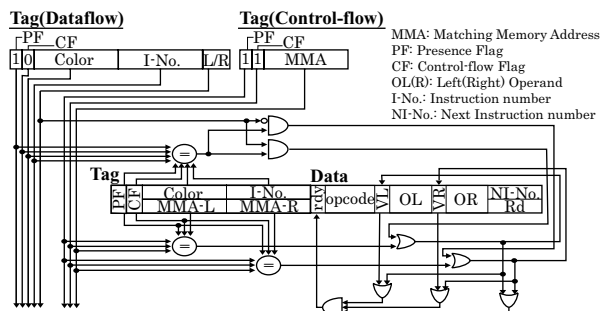 Tag(Dataflow)
PF
CF
1 0 Color I-No. L/R
Tag(Control-flow)
PF
CF
1 1 MMA
MMA: Matching Memory Address
PF: Presence Flag
CF: Control-flow Flag
OL(R): Left(Right) Operand
I-No.: Instruction number
NI-No.: Next Instruction number
=
Tag
Data
PF CF Color I-No. rdy opcode VL OL VR OR NI-No.
MMA-L MMA-R Rd
=
=